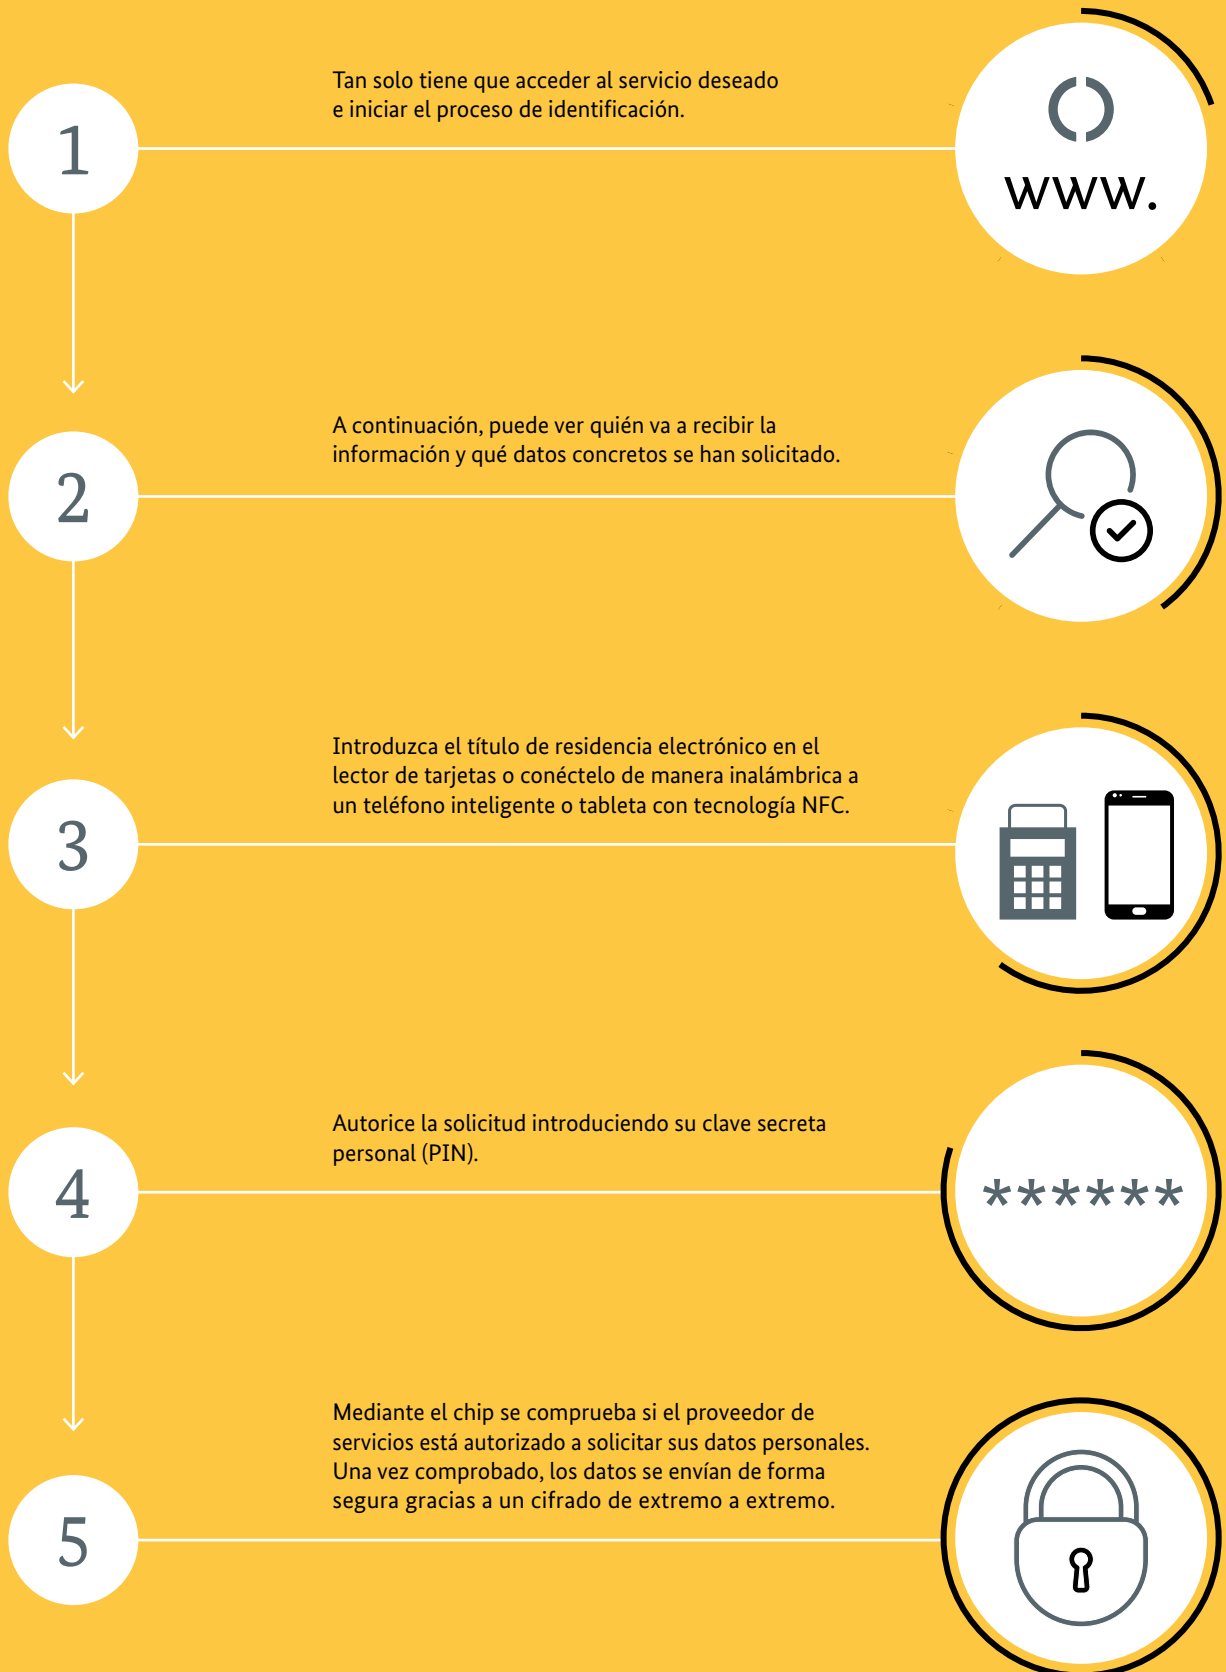 Tan solo tiene que acceder al servicio deseado
e iniciar el proceso de identificación.
1
www.
A continuación, puede ver quién va a recibir la
información y qué datos concretos se han solicitado.
2
Introduzca el título de residencia electrónico en el
lector de tarjetas o conéctelo de manera inalámbrica a
un teléfono inteligente o tableta con tecnología NFC.
3
Autorice la solicitud introduciendo su clave secreta
personal (PIN).
4
******
Mediante el chip se comprueba si el proveedor de
servicios está autorizado a solicitar sus datos personales.
Una vez comprobado, los datos se envían de forma
segura gracias a un cifrado de extremo a extremo.
5